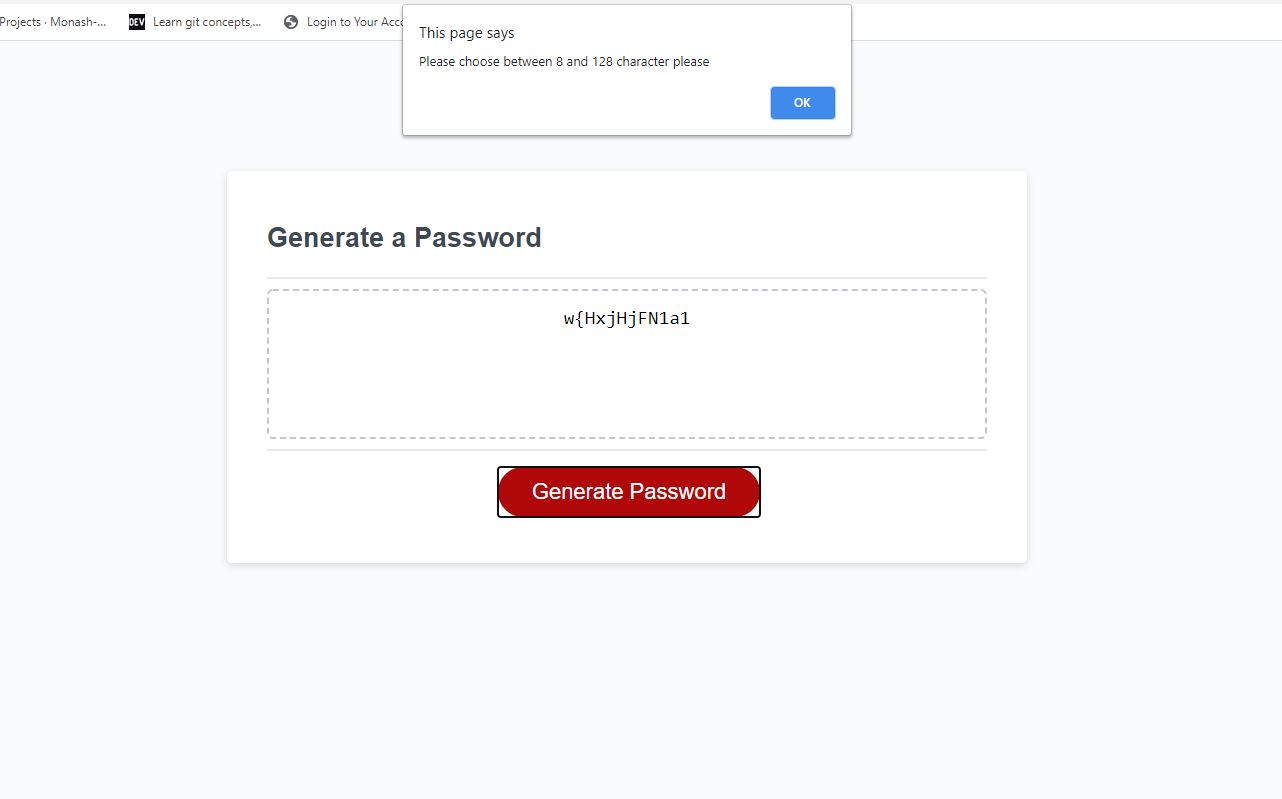 Projects · Monash-... DEV Learn git concepts,... Login to Your Acco
This page says
Please choose between 8 and 128 character please
OK
Generate a Password
w{HxjHjFN1a1
Generate Password